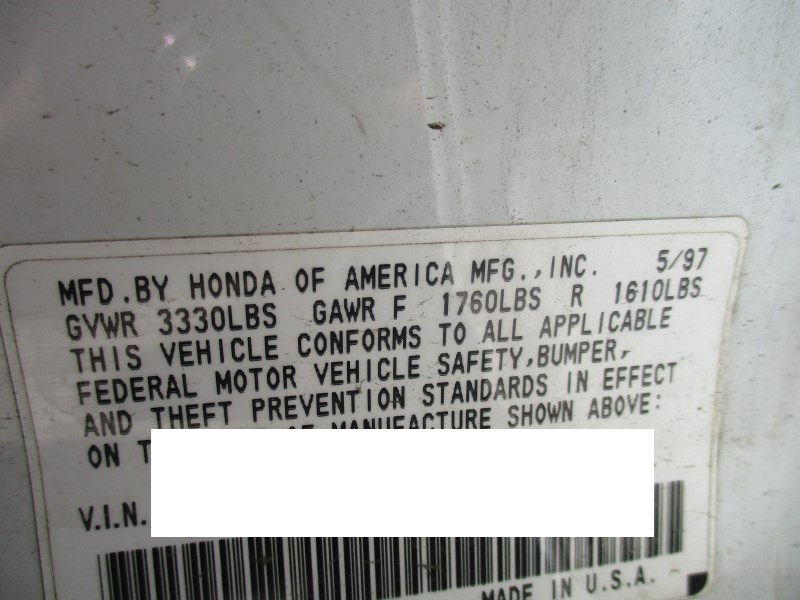 MFD.BY HONDA OF AMERICA MFG.,INC. 5/97
GVWR 3330LBS GAWR F 1760LBS R 1610LBS
THIS VEHICLE CONFORMS TO ALL APPLICABLE
FEDERAL MOTOR VEHICLE SAFETY,BUMPER,
AND THEFT PREVENTION STANDARDS IN EFFECT
ON MANUFACTURE SHOWN ABOVE:
V.I.N.
MADE IN U.S.A.